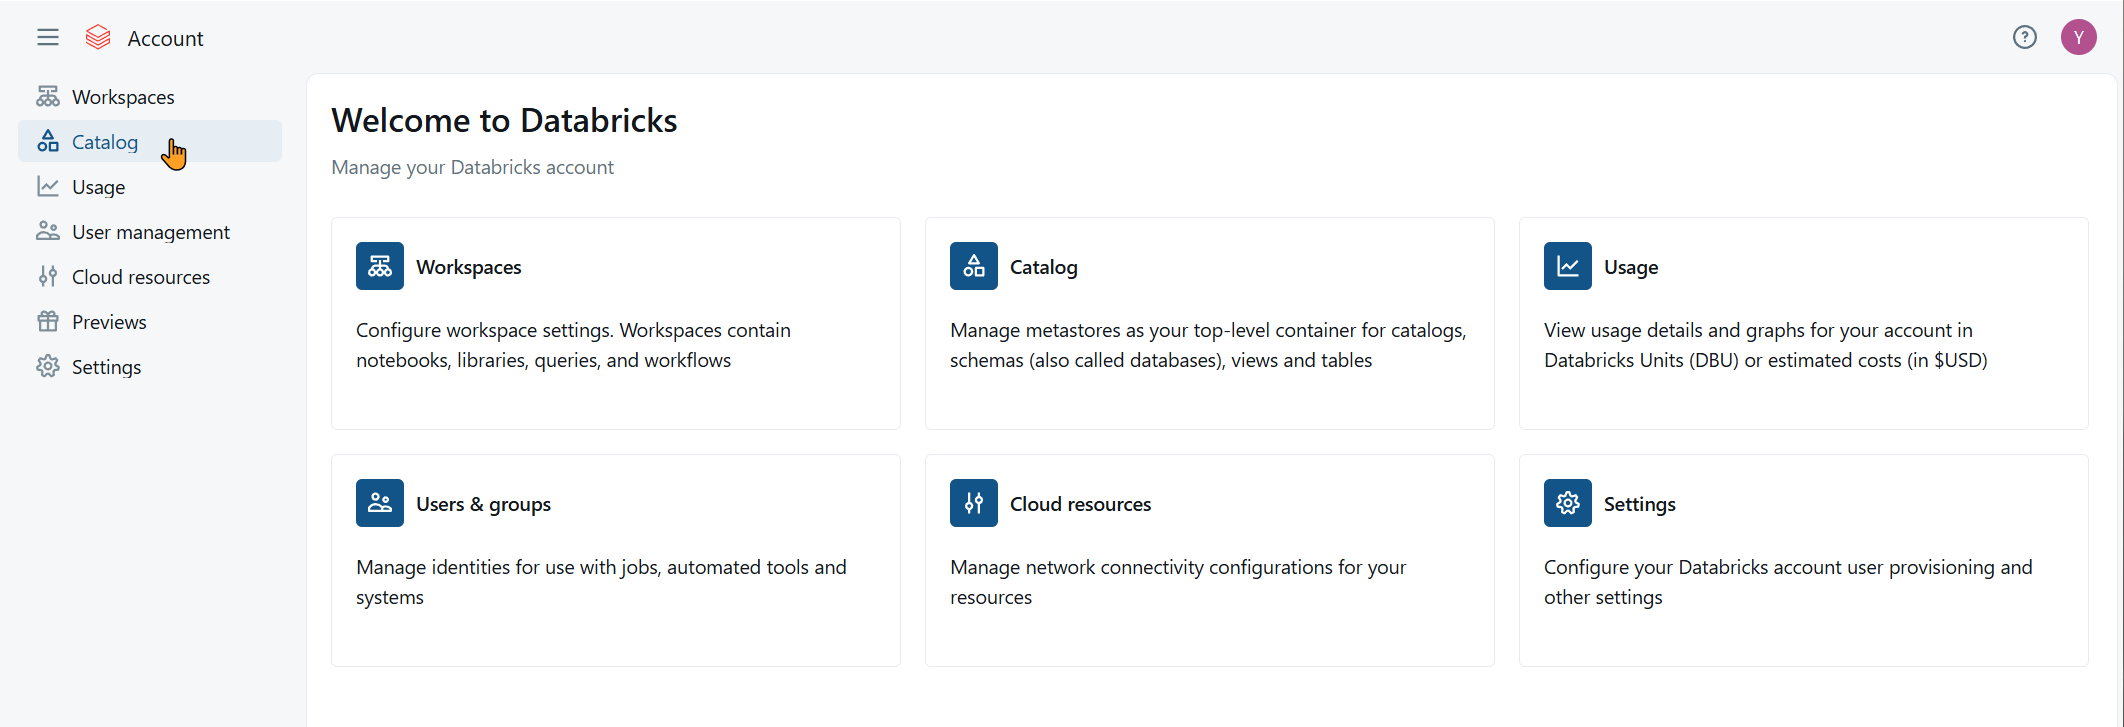 Account
Y
Workspaces
Catalog
Usage
User management
Cloud resources
Previews
Settings
Welcome to Databricks
Manage your Databricks account
Workspaces
Configure workspace settings. Workspaces contain
notebooks, libraries, queries, and workflows
Catalog
Manage metastores as your top-level container for catalogs,
schemas (also called databases), views and tables
Usage
View usage details and graphs for your account in
Databricks Units (DBU) or estimated costs (in $USD)
Users & groups
Manage identities for use with jobs, automated tools and
systems
Cloud resources
Manage network connectivity configurations for your
resources
Settings
Configure your Databricks account user provisioning and
other settings